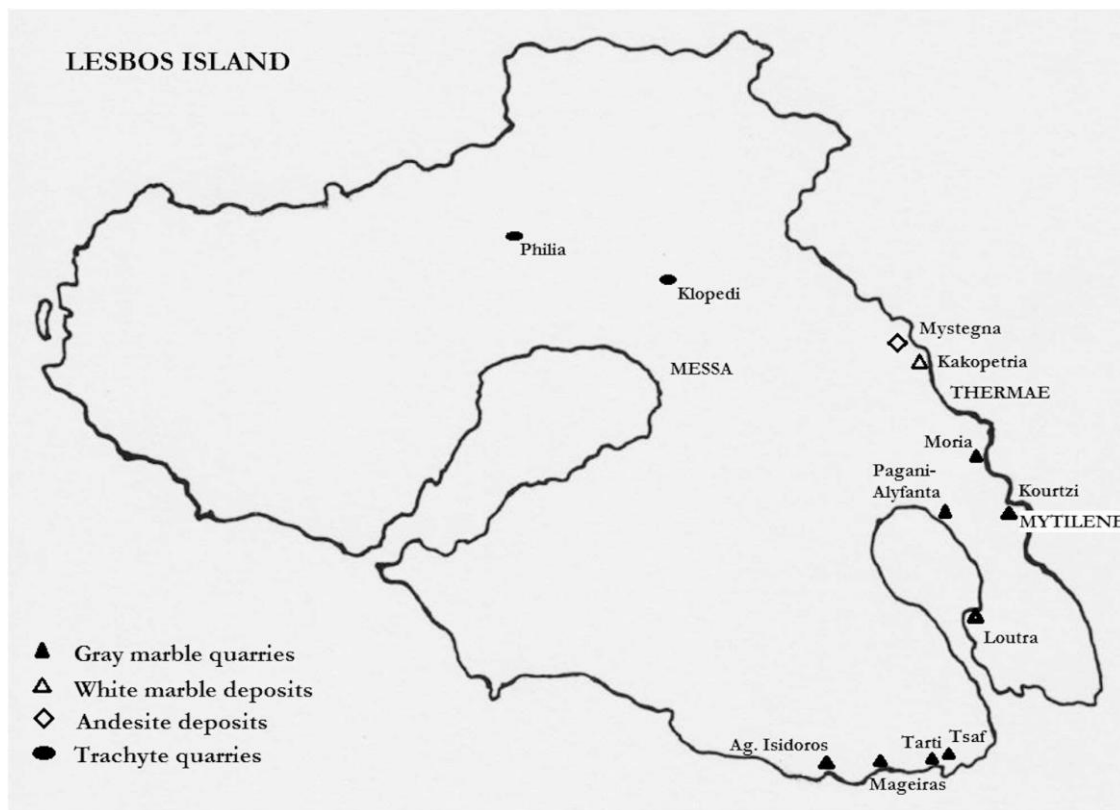 LESBOS ISLAND
Philia
Klopedi
Mystegna
MESSA
Kakopetria
THERMAE
Moria
Pagani-
Alyfanta
Kourtzi
MYTILENE
Loutra
Gray marble quarries
White marble deposits
Andesite deposits
Trachyte quarries
Ag. Isidoros
Tarti
Tsaf
Mageiras